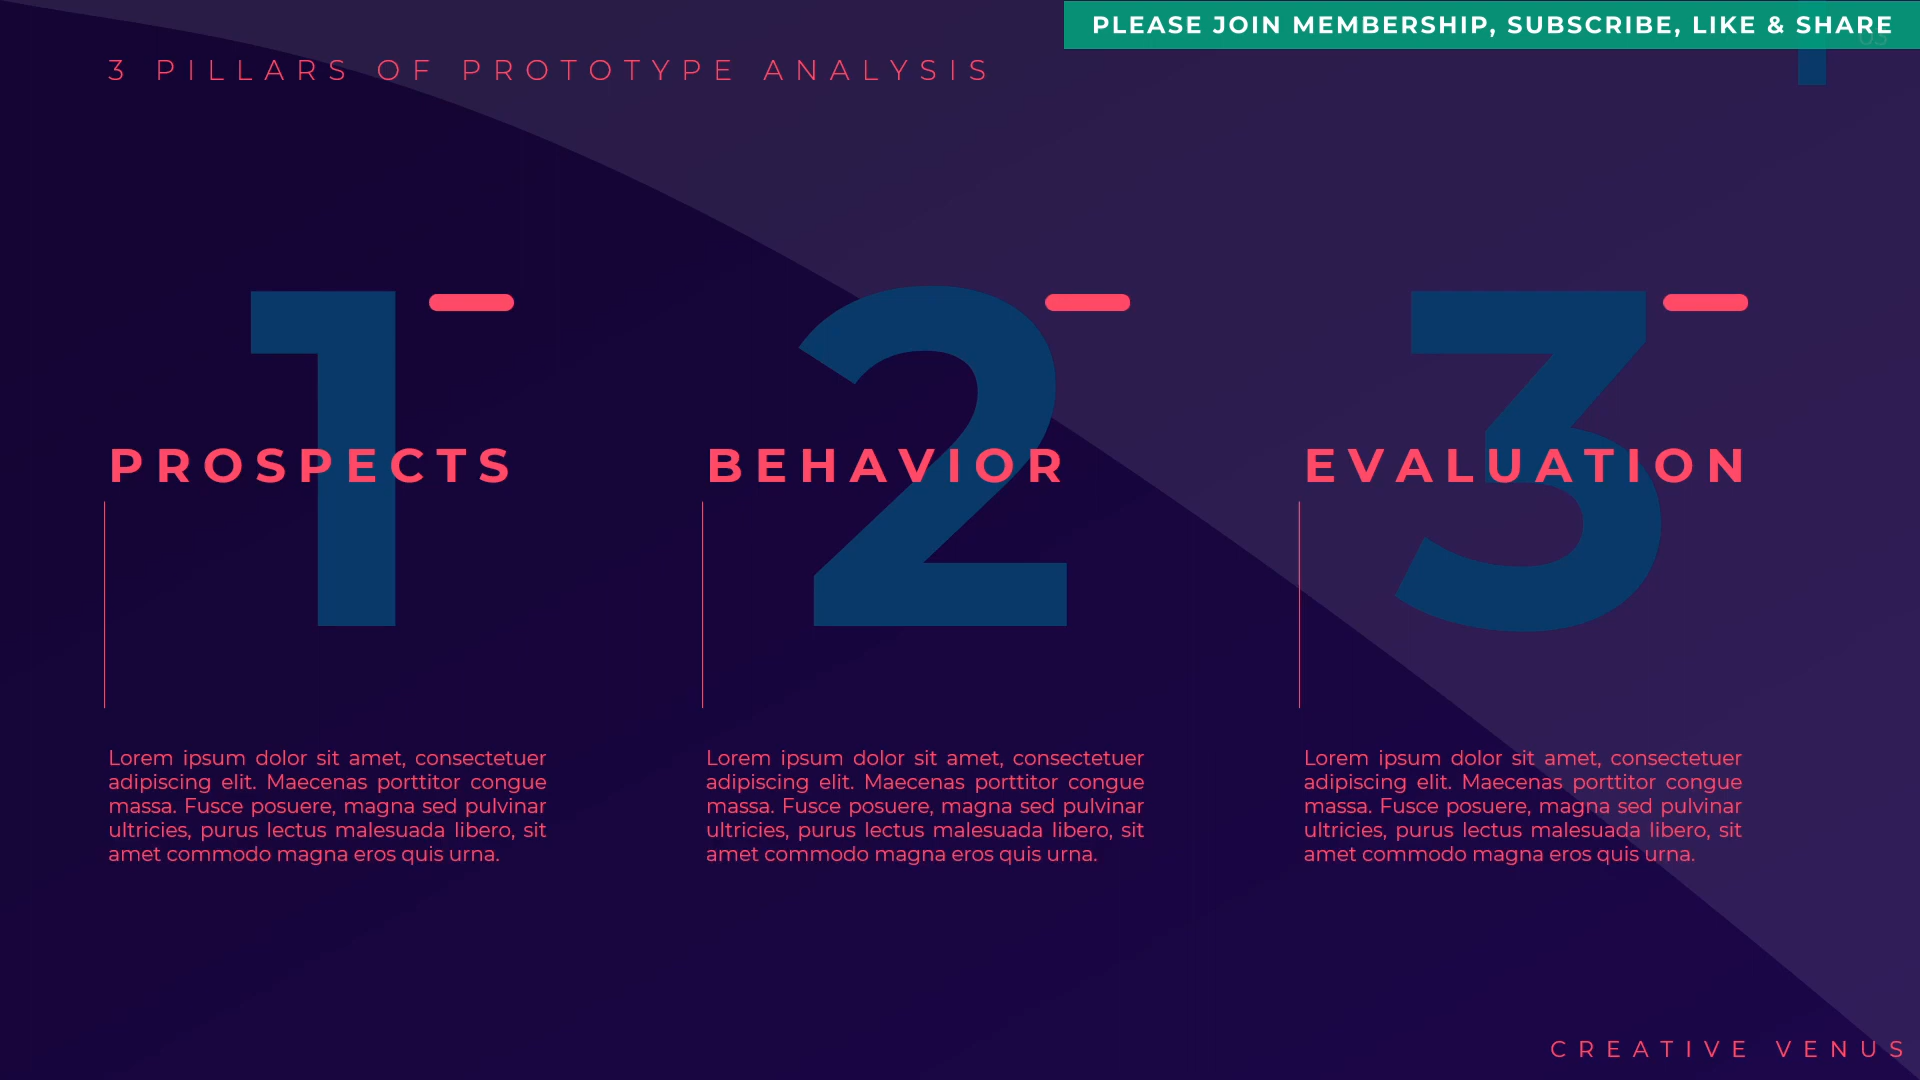 PLEASE JOIN MEMBERSHIP, SUBSCRIBE, LIKE & SHARE
03
3 PILLARS OF PROTOTYPE ANALYSIS
1
PROSPECTS
Lorem ipsum dolor sit amet, consectetuer
adipiscing elit. Maecenas porttitor congue
massa. Fusce posuere, magna sed pulvinar
ultricies, purus lectus malesuada libero, sit
amet commodo magna eros quis urna.
2
BEHAVIOR
Lorem ipsum dolor sit amet, consectetuer
adipiscing elit. Maecenas porttitor congue
massa. Fusce posuere, magna sed pulvinar
ultricies, purus lectus malesuada libero, sit
amet commodo magna eros quis urna.
3
EVALUATION
Lorem ipsum dolor sit amet, consectetuer
adipiscing elit. Maecenas porttitor congue
massa. Fusce posuere, magna sed pulvinar
ultricies, purus lectus malesuada libero, sit
amet commodo magna eros quis urna.
CREATIVE VENUS